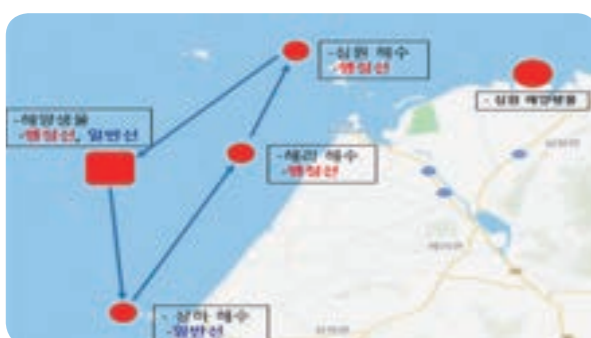 -심원 해수
-행정선
- 심원 해양생물
-해양생물
-행정선, 일반선
-해리 해수
-행정선
- 상하 해수
-일반선